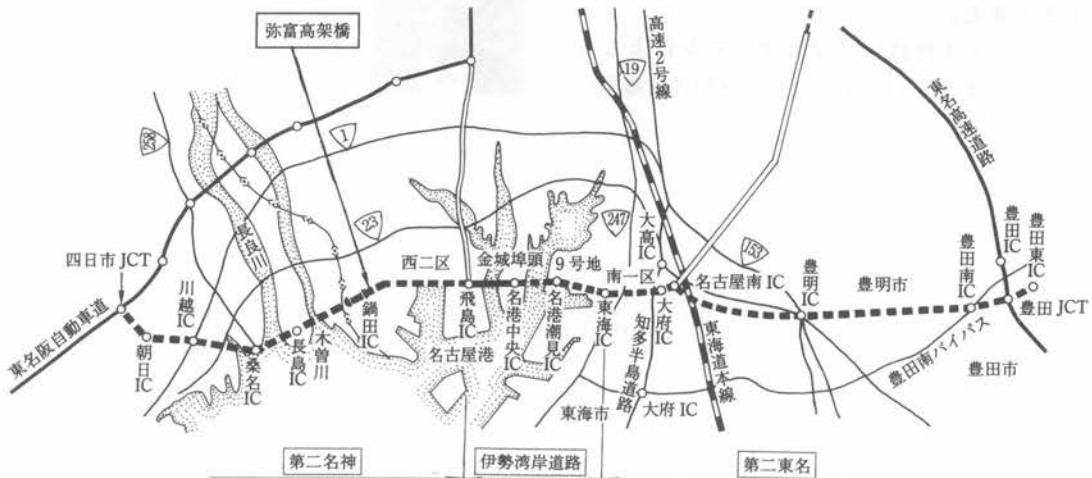 弥富高架橋
258
1
23
19
247
153
高速2号線
東名高速道路
四日市JCT
東名阪自動車道
川越IC
朝日IC
桑名IC
長良川
長島IC
木曽川
鍋田IC
西二区
飛島IC
名古屋港
金城埠頭
名港中央IC
9号地
名港潮見IC
南一区
東海IC
大高IC
大府IC
知多半島道路
名古屋南IC
東海道本線
東海市
大府IC
豊明IC
豊明市
豊田南IC
豊田IC
豊田東IC
豊田JCT
豊田南バイパス
豊田市
第二名神
伊勢湾岸道路
第二東名